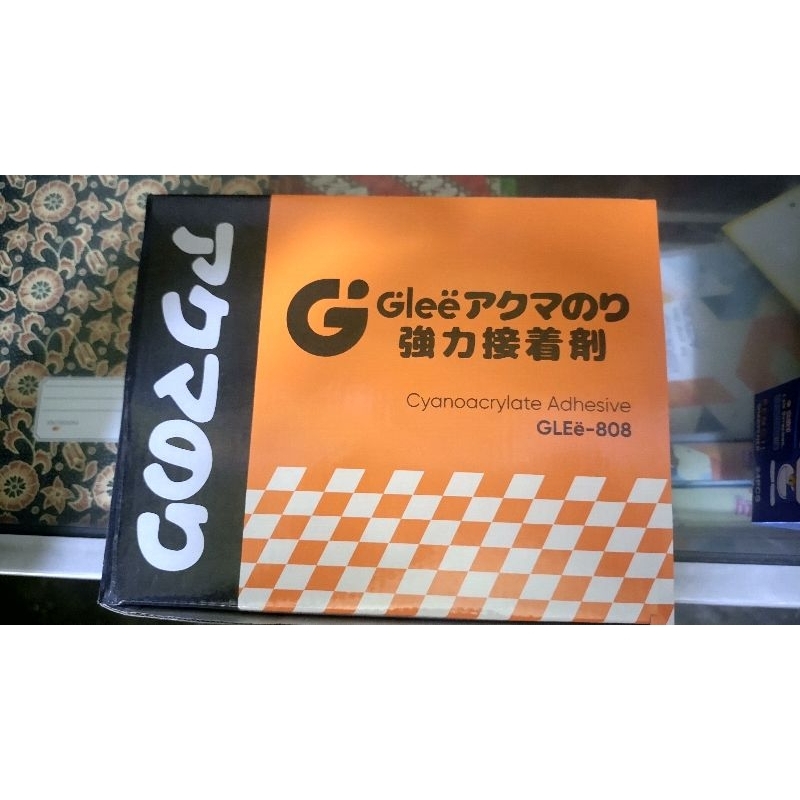 アクマのり
Gleëアクマのり
強力接着剤
Cyanoacrylate Adhesive
GLEë-808